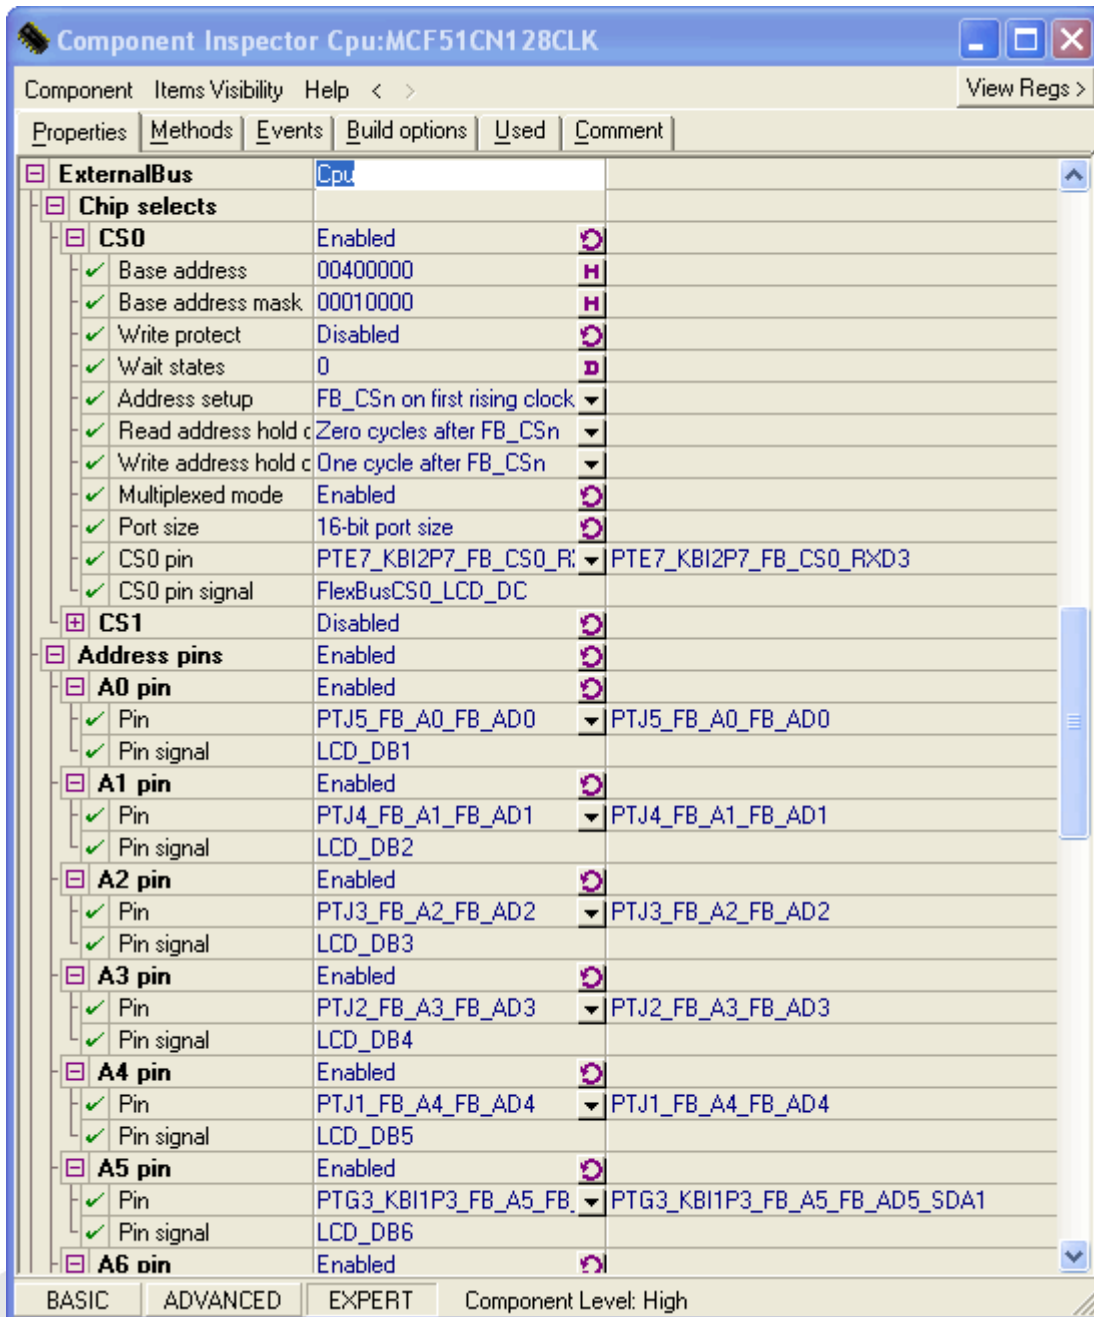 Component Inspector Cpu:MCF51CN128CLK
Component Items Visibility Help < > View Regs >
Properties Methods Events Build options Used Comment
ExternalBus Cpu
Chip selects
CS0 Enabled
Base address 00400000 H
Base address mask 00010000 H
Write protect Disabled
Wait states 0 D
Address setup FB_CSn on first rising clock
Read address hold c Zero cycles after FB_CSn
Write address hold c One cycle after FB_CSn
Multiplexed mode Enabled
Port size 16-bit port size
CS0 pin PTE7_KBI2P7_FB_CS0_R PTE7_KBI2P7_FB_CS0_RXD3
CS0 pin signal FlexBusCS0_LCD_DC
CS1 Disabled
Address pins Enabled
A0 pin Enabled
Pin PTJ5_FB_A0_FB_AD0 PTJ5_FB_A0_FB_AD0
Pin signal LCD_DB1
A1 pin Enabled
Pin PTJ4_FB_A1_FB_AD1 PTJ4_FB_A1_FB_AD1
Pin signal LCD_DB2
A2 pin Enabled
Pin PTJ3_FB_A2_FB_AD2 PTJ3_FB_A2_FB_AD2
Pin signal LCD_DB3
A3 pin Enabled
Pin PTJ2_FB_A3_FB_AD3 PTJ2_FB_A3_FB_AD3
Pin signal LCD_DB4
A4 pin Enabled
Pin PTJ1_FB_A4_FB_AD4 PTJ1_FB_A4_FB_AD4
Pin signal LCD_DB5
A5 pin Enabled
Pin PTG3_KBI1P3_FB_A5_FB_ PTG3_KBI1P3_FB_A5_FB_AD5_SDA1
Pin signal LCD_DB6
A6 pin Enabled
BASIC ADVANCED EXPERT Component Level: High